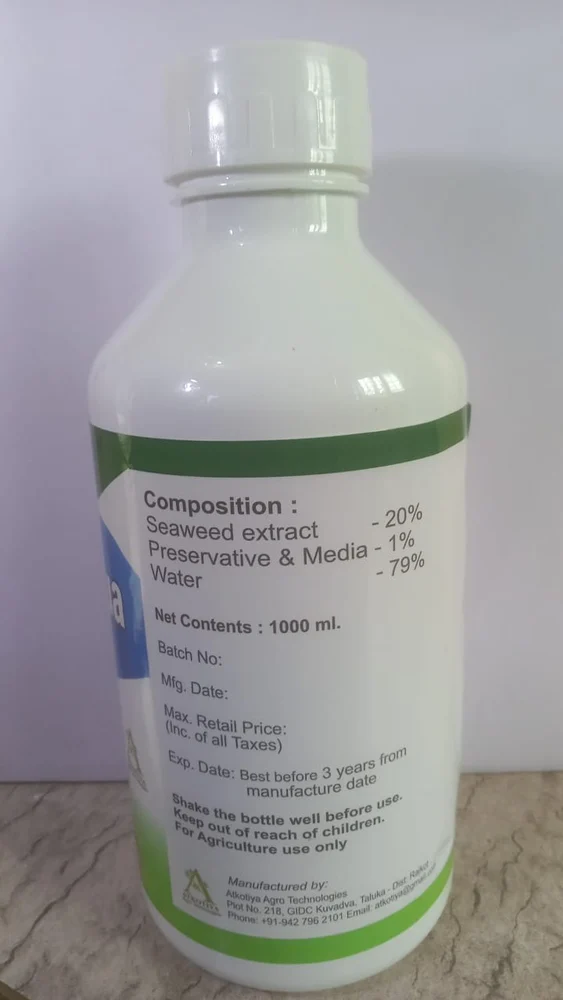 Composition :
Seaweed extract - 20%
Preservative & Media - 1%
Water - 79%
Net Contents : 1000 ml.
Batch No:
Mfg. Date:
Max. Retail Price:
(Inc. of all Taxes)
Exp. Date: Best before 3 years from
manufacture date
Shake the bottle well before use.
Keep out of reach of children.
For Agriculture use only
Manufactured by:
Atkotiya Agro Technologies
Plot No. 218, GIDC Kuvadva, Taluka - Dist. Rajkot
Phone: +91-942 796 2101 Email: atkotiya@gmail.com